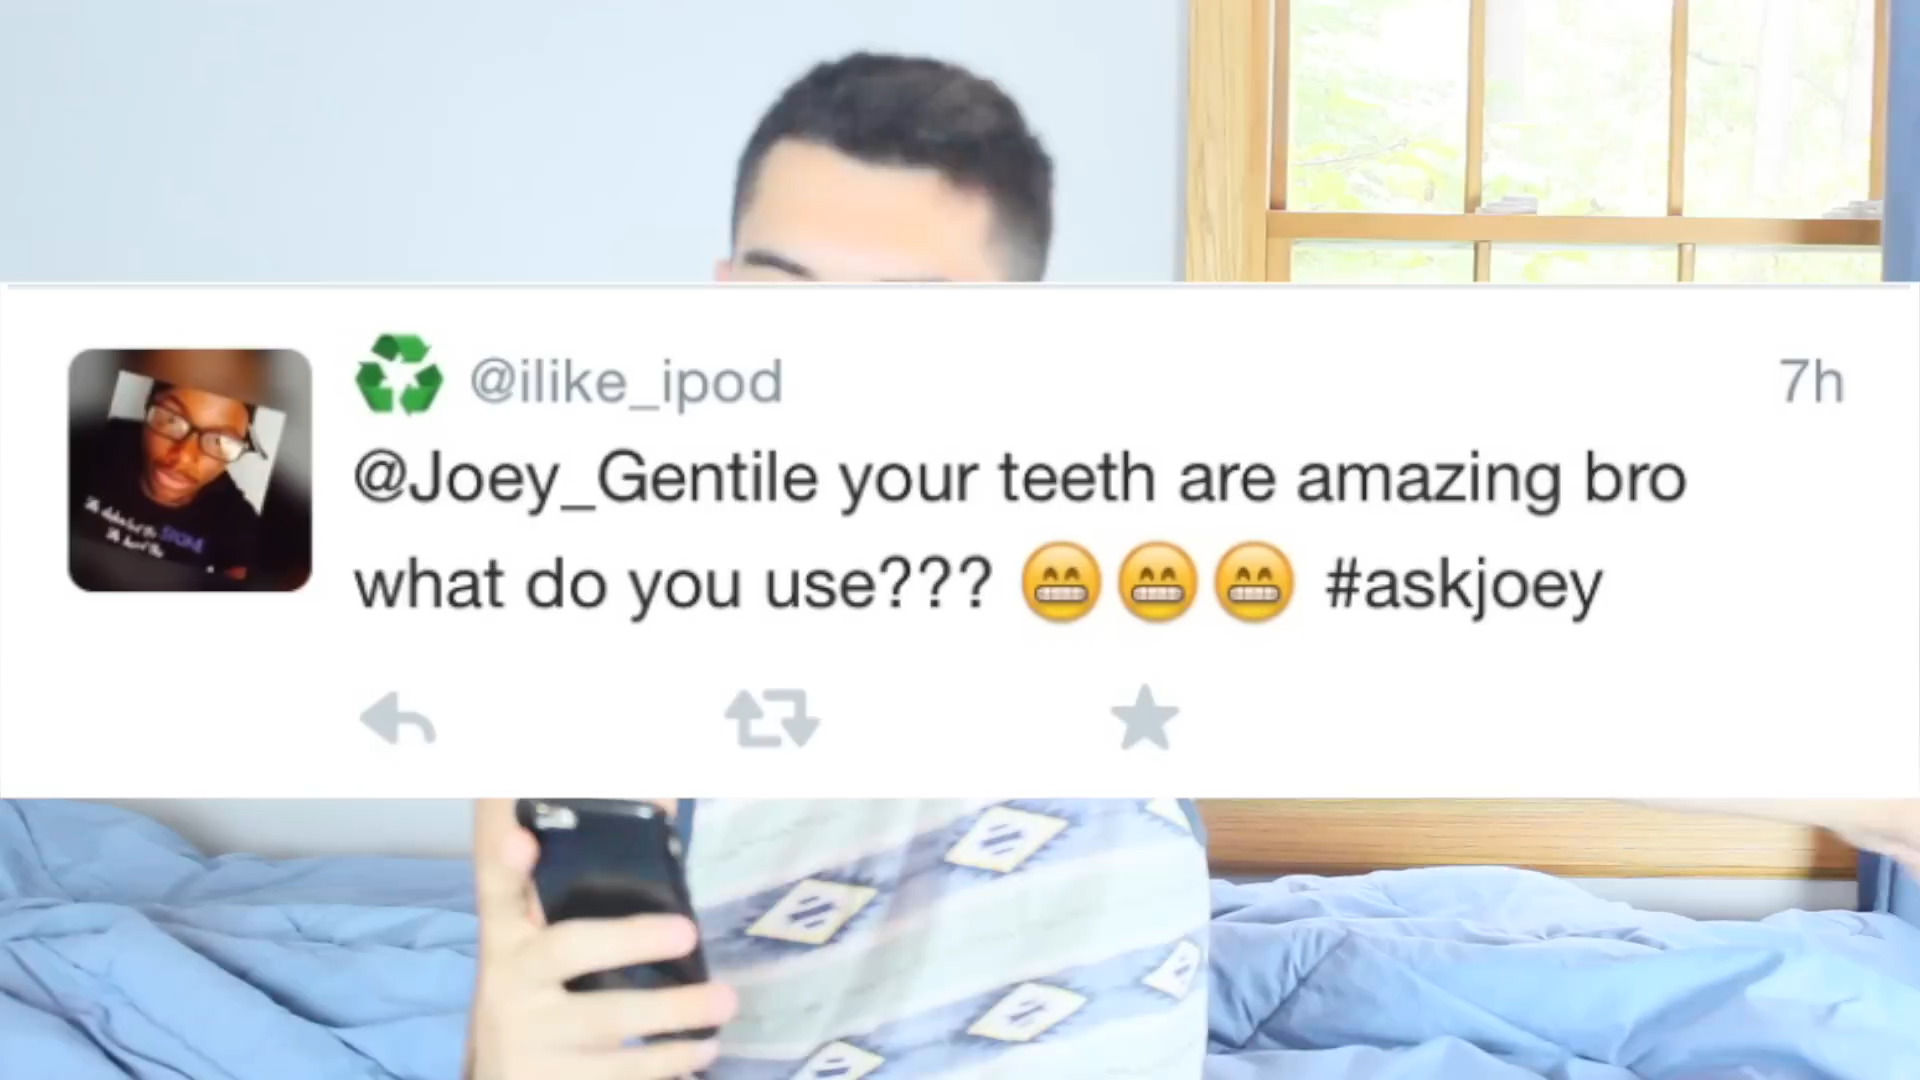 ♻ @ilike_ipod 7h
@Joey_Gentile your teeth are amazing bro
what do you use??? 😁😁😁 #askjoey